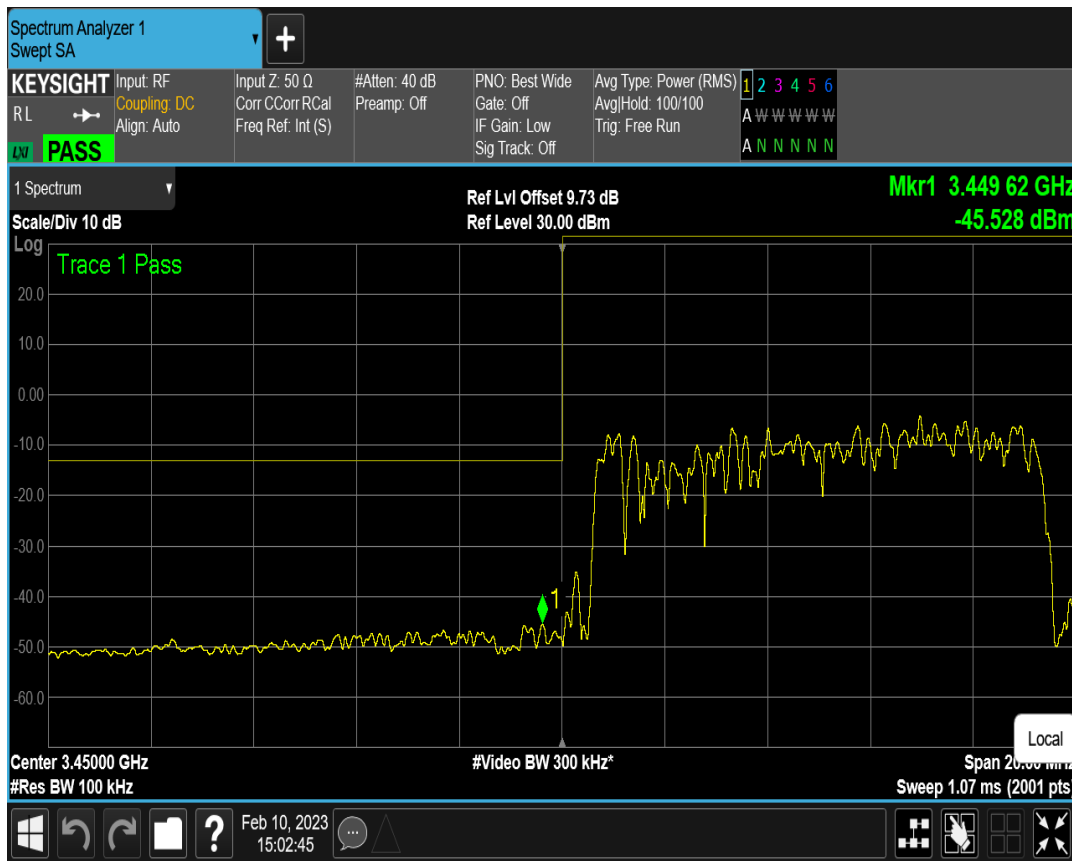 Spectrum Analyzer 1
Swept SA
+
KEYSIGHT
RL
LXI PASS
Input: RF
Coupling: DC
Align: Auto
Input Z: 50 Ω
Corr CCorr RCal
Freq Ref: Int (S)
#Atten: 40 dB
Preamp: Off
PNO: Best Wide
Gate: Off
IF Gain: Low
Sig Track: Off
Avg Type: Power (RMS)
Avg|Hold: 100/100
Trig: Free Run
1 2 3 4 5 6
A W W W W W
A N N N N N
1 Spectrum
Scale/Div 10 dB
Ref Lvl Offset 9.73 dB
Ref Level 30.00 dBm
Mkr1 3.449 62 GHz
-45.528 dBm
Log
Trace 1 Pass
20.0
10.0
0.00
-10.0
-20.0
-30.0
-40.0
1
-50.0
-60.0
Local
Center 3.45000 GHz
#Video BW 300 kHz*
Span 20.00 MHz
#Res BW 100 kHz
Sweep 1.07 ms (2001 pts)
?
Feb 10, 2023
15:02:45